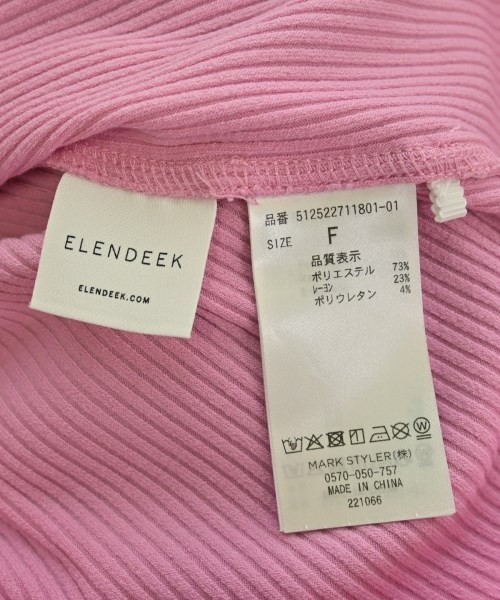 ELENDEEK
ELENDEEK.COM
品番 512522711801-01
SIZE F
品質表示
ポリエステル 73%
レーヨン 23%
ポリウレタン 4%
MARK STYLER(株)
0570-050-757
MADE IN CHINA
221066